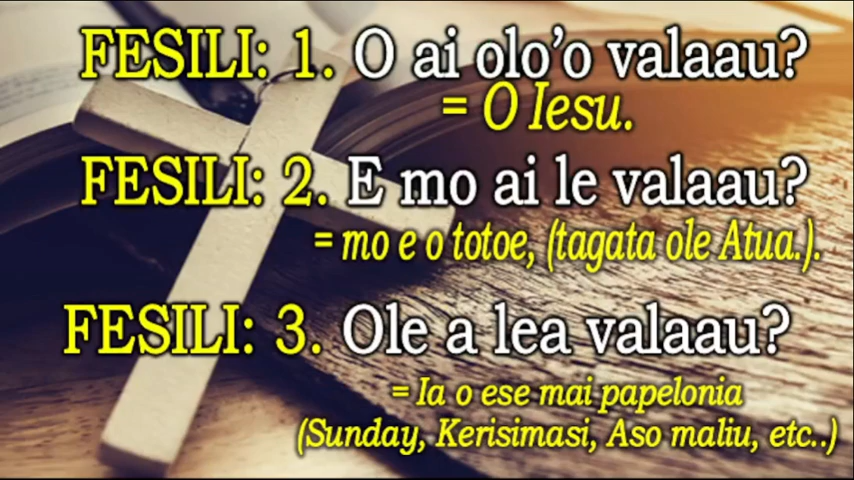 FESILI: 1. O ai olo'o valaau?
= O Iesu.
FESILI: 2. E mo ai le valaau?
= mo e o totoe, (tagata ole Atua.).
FESILI: 3. Ole a lea valaau?
= Ia o ese mai papelonia
(Sunday, Kerisimasi, Aso maliu, etc..)